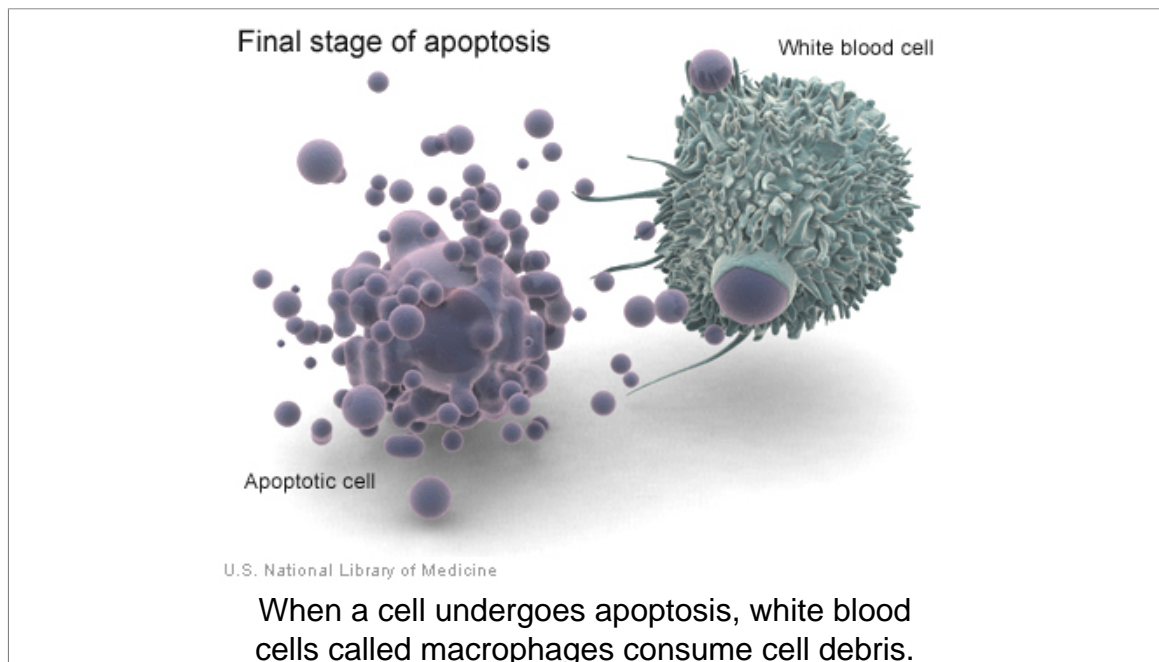 Final stage of apoptosis
White blood cell
Apoptotic cell
U.S. National Library of Medicine
When a cell undergoes apoptosis, white blood
cells called macrophages consume cell debris.